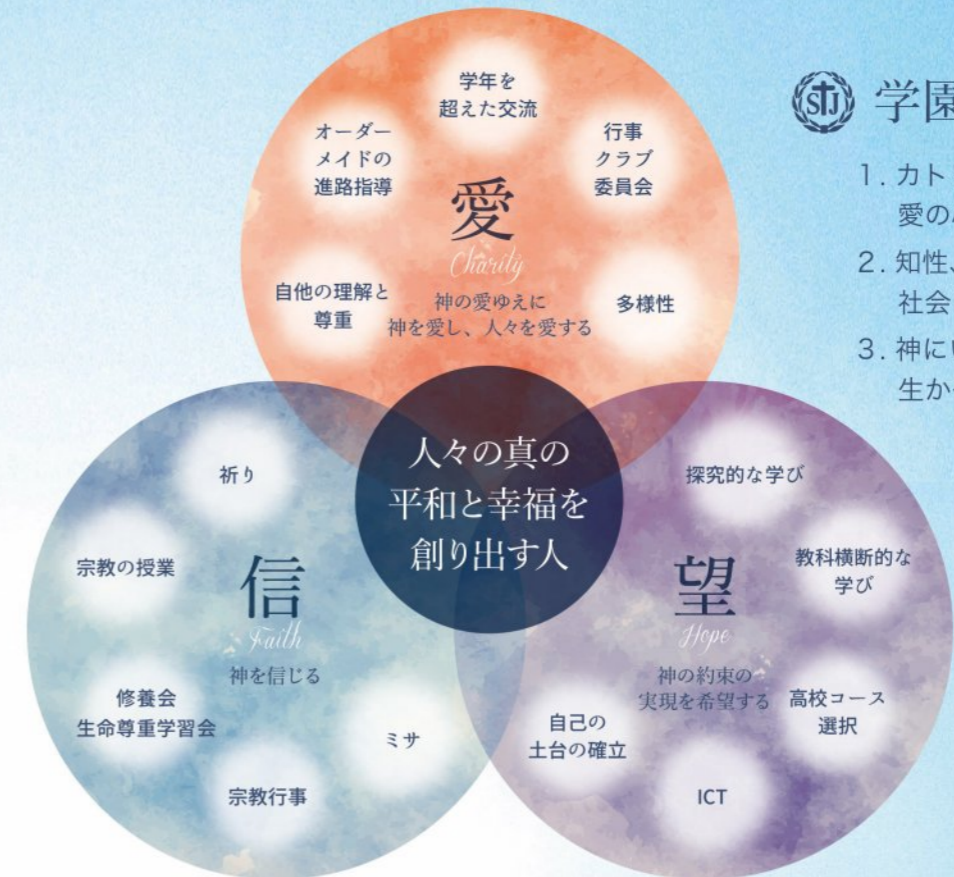 学年を
超えた交流
オーダー
メイドの
進路指導
行事
クラブ
委員会
愛
Charity
自他の理解と
尊重
神の愛ゆえに
神を愛し、人々を愛する
多様性
人々の真の
平和と幸福を
創り出す人
祈り
宗教の授業
信
Faith
神を信じる
修養会
生命尊重学習会
ミサ
宗教行事
探究的な学び
教科横断的な
学び
望
Hope
神の約束の
実現を希望する
高校コース
選択
自己の
土台の確立
ICT
STJ
学園
1. カト
愛の
2. 知性、
社会
3. 神に
生か